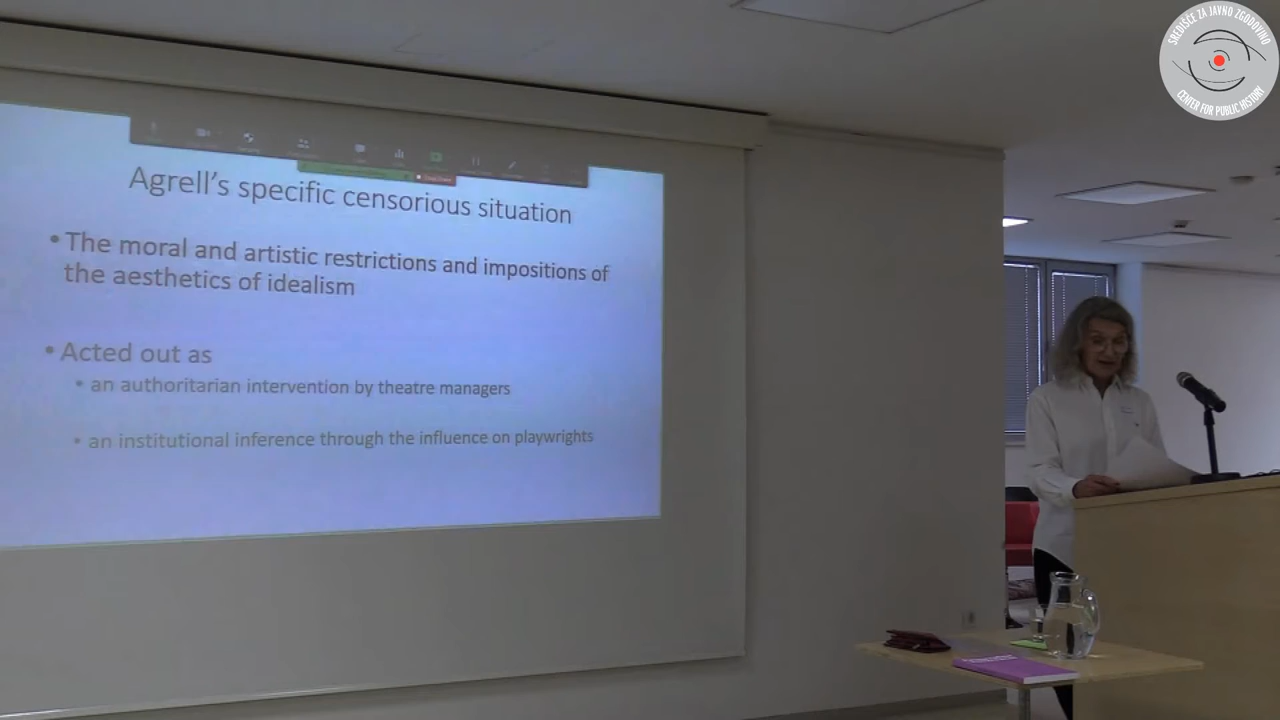 SREDIŠČE ZA JAVNO ZGODOVINO
CENTER FOR PUBLIC HISTORY
Agrell's specific censorious situation
• The moral and artistic restrictions and impositions of
the aesthetics of idealism
• Acted out as
• an authoritarian intervention by theatre managers
• an institutional inference through the influence on playwrights